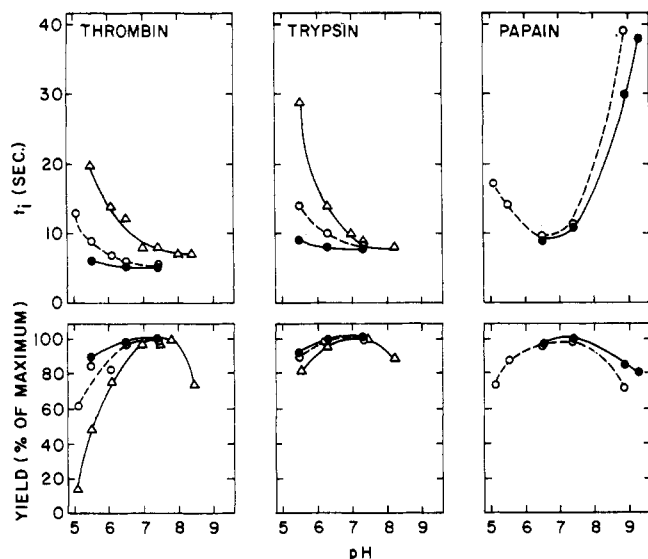 THROMBIN TRYPSIN PAPAIN
40
30
20
10
0
t_i (SEC.)
100
80
60
40
20
0
YIELD (% OF MAXIMUM)
5 6 7 8 9 5 6 7 8 9 5 6 7 8 9
pH